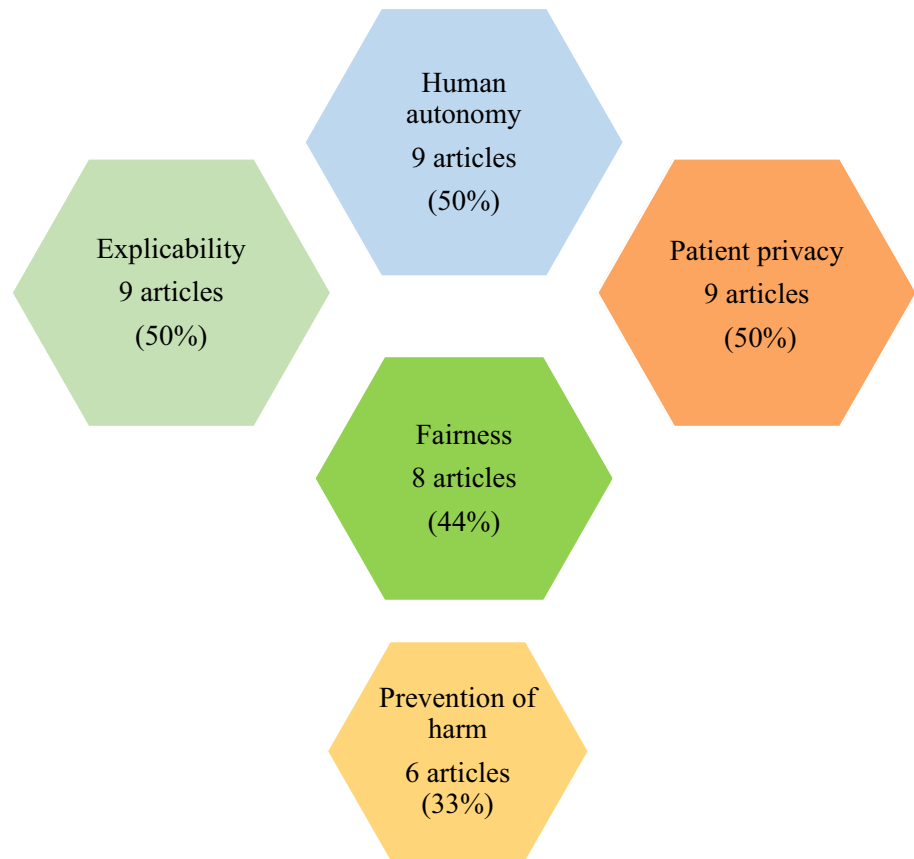 Human
autonomy
9 articles
(50%)
Explicability
9 articles
(50%)
Patient privacy
9 articles
(50%)
Fairness
8 articles
(44%)
Prevention of
harm
6 articles
(33%)